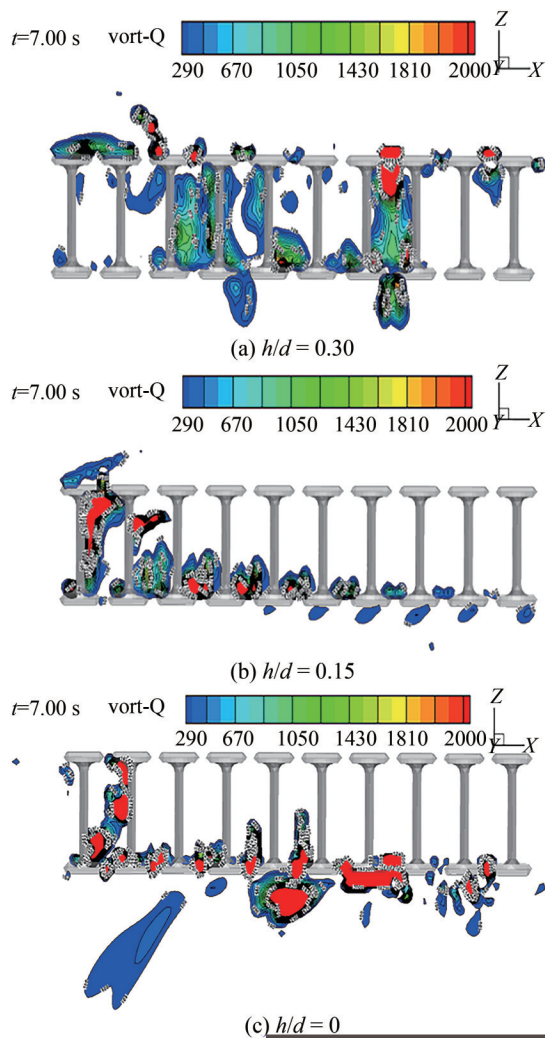 t=7.00 s vort-Q Z
Y X
290 670 1050 1430 1810 2000
(a) h/d = 0.30
t=7.00 s vort-Q Z
Y X
290 670 1050 1430 1810 2000
(b) h/d = 0.15
t=7.00 s vort-Q Z
Y X
290 670 1050 1430 1810 2000
(c) h/d = 0